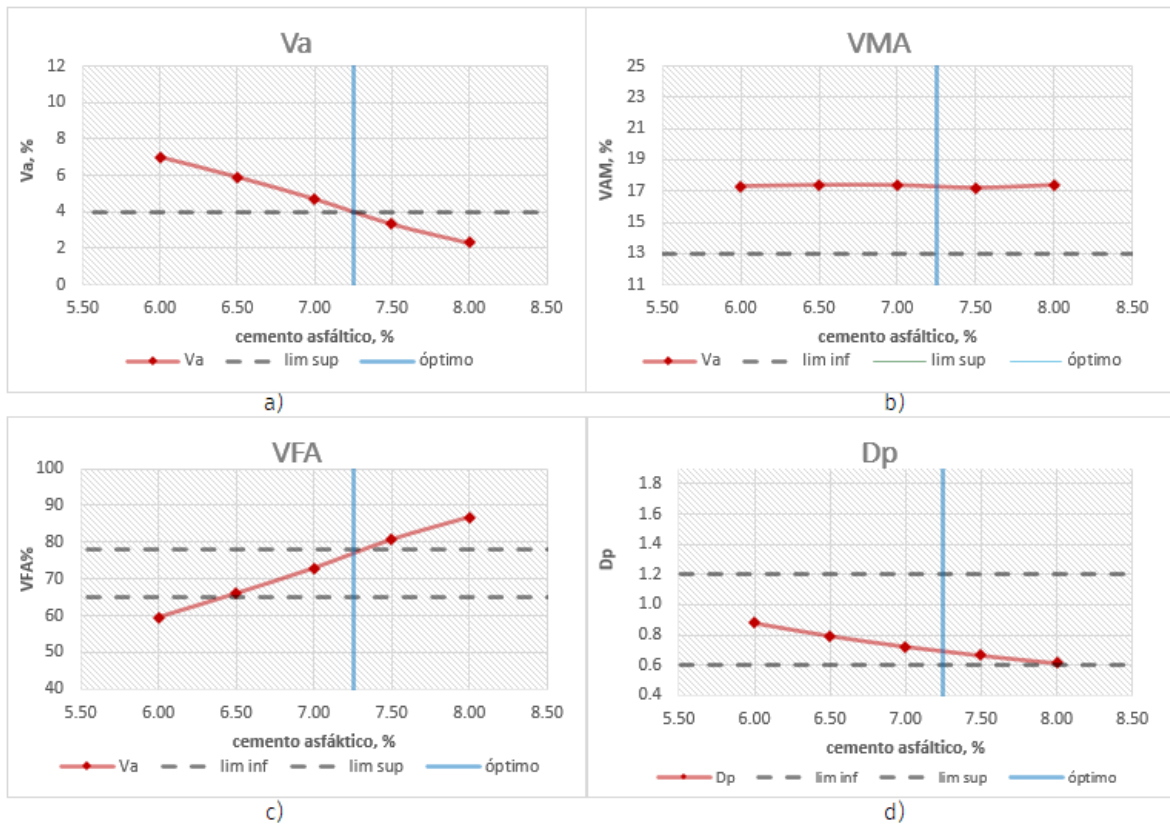 Va
12
10
8
6
4
2
0
Va, %
5.50 6.00 6.50 7.00 7.50 8.00 8.50
cemento asfáltico, %
Va lim sup óptimo
a)
VMA
25
23
21
19
17
15
13
11
VAM, %
5.50 6.00 6.50 7.00 7.50 8.00 8.50
cemento asfáltico, %
Va lim inf lim sup óptimo
b)
VFA
100
90
80
70
60
50
40
VFA%
5.50 6.00 6.50 7.00 7.50 8.00 8.50
cemento asfáktico, %
Va lim inf lim sup óptimo
c)
Dp
1.8
1.6
1.4
1.2
1.0
0.8
0.6
0.4
Dp
5.50 6.00 6.50 7.00 7.50 8.00 8.50
cemento asfáltico, %
Dp lim inf lim sup óptimo
d)